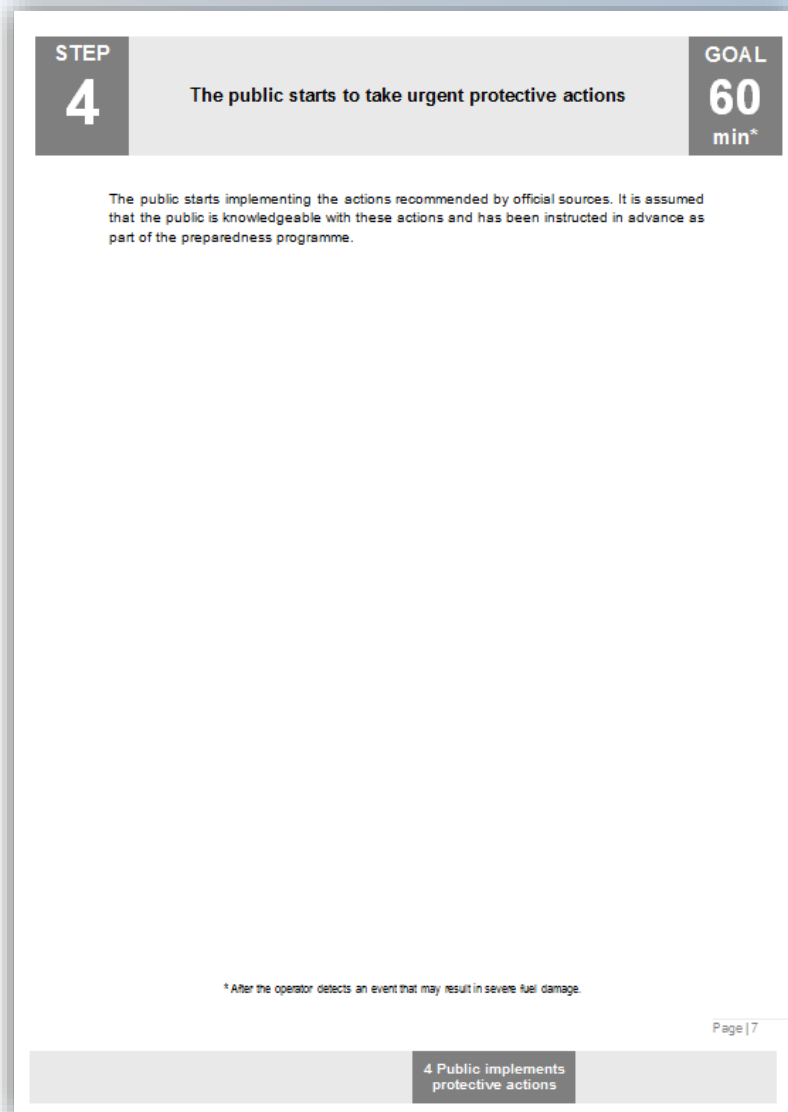 STEP
4
The public starts to take urgent protective actions
GOAL
60
min*
The public starts implementing the actions recommended by official sources. It is assumed
that the public is knowledgeable with these actions and has been instructed in advance as
part of the preparedness programme.
* After the operator detects an event that may result in severe fuel damage.
Page | 7
4 Public implements
protective actions